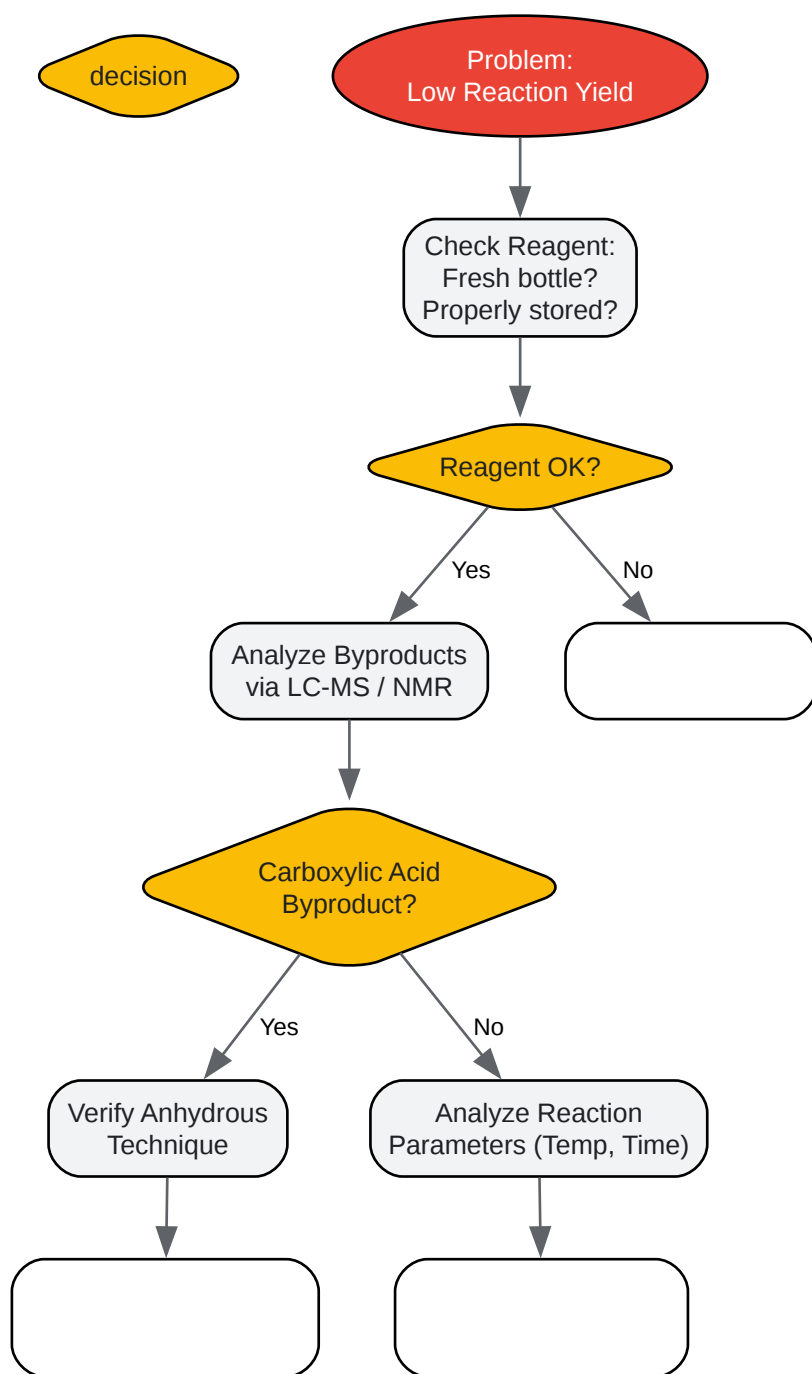 decision
Problem:
Low Reaction Yield
Check Reagent:
Fresh bottle?
Properly stored?
Reagent OK?
Yes
No
Analyze Byproducts
via LC-MS / NMR
Carboxylic Acid
Byproduct?
Yes
No
Verify Anhydrous
Technique
Analyze Reaction
Parameters (Temp, Time)